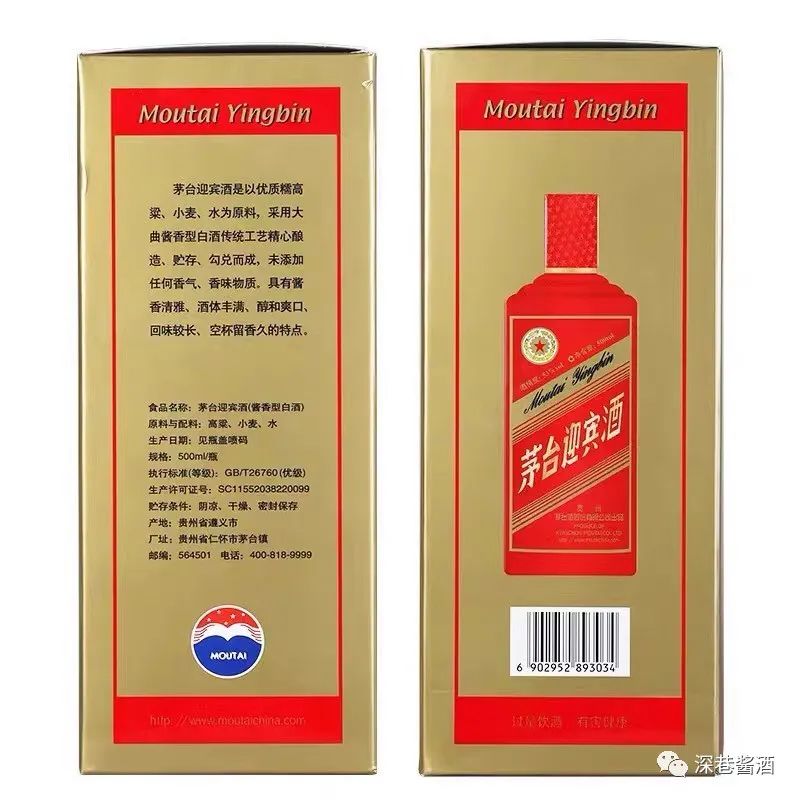 Moutai Yingbin
茅台迎宾酒是以优质糯高
粱、小麦、水为原料，采用大
曲酱香型白酒传统工艺精心酿
造、贮存、勾兑而成，未添加
任何香气、香味物质。具有酱
香清雅、酒体丰满、醇和爽口、
回味较长、空杯留香久的特点。
食品名称：茅台迎宾酒(酱香型白酒)
原料与配料：高粱、小麦、水
生产日期：见瓶盖喷码
规格：500ml/瓶
执行标准(等级)：GB/T26760(优级)
生产许可证号：SC11552038220099
贮存条件：阴凉、干燥、密封保存
产地：贵州省遵义市
厂址：贵州省仁怀市茅台镇
邮编：564501 电话：400-818-9999
MOUTAI
http://www.moutaichina.com
Moutai Yingbin
Moutai Yingbin
茅台迎宾酒
贵州
PRODUCE OF
6 902952 893034
过量饮酒 有害健康
深巷酱酒